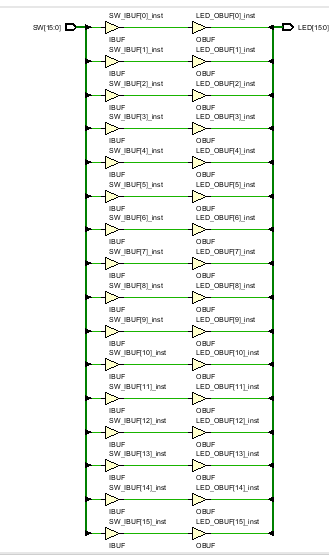 SW_IBUF[0]_inst LED_OBUF[0]_inst
SW[15:0] LED[15:0]
IBUF OBUF
SW_IBUF[1]_inst LED_OBUF[1]_inst
IBUF OBUF
SW_IBUF[2]_inst LED_OBUF[2]_inst
IBUF OBUF
SW_IBUF[3]_inst LED_OBUF[3]_inst
IBUF OBUF
SW_IBUF[4]_inst LED_OBUF[4]_inst
IBUF OBUF
SW_IBUF[5]_inst LED_OBUF[5]_inst
IBUF OBUF
SW_IBUF[6]_inst LED_OBUF[6]_inst
IBUF OBUF
SW_IBUF[7]_inst LED_OBUF[7]_inst
IBUF OBUF
SW_IBUF[8]_inst LED_OBUF[8]_inst
IBUF OBUF
SW_IBUF[9]_inst LED_OBUF[9]_inst
IBUF OBUF
SW_IBUF[10]_inst LED_OBUF[10]_inst
IBUF OBUF
SW_IBUF[11]_inst LED_OBUF[11]_inst
IBUF OBUF
SW_IBUF[12]_inst LED_OBUF[12]_inst
IBUF OBUF
SW_IBUF[13]_inst LED_OBUF[13]_inst
IBUF OBUF
SW_IBUF[14]_inst LED_OBUF[14]_inst
IBUF OBUF
SW_IBUF[15]_inst LED_OBUF[15]_inst
IBUF OBUF